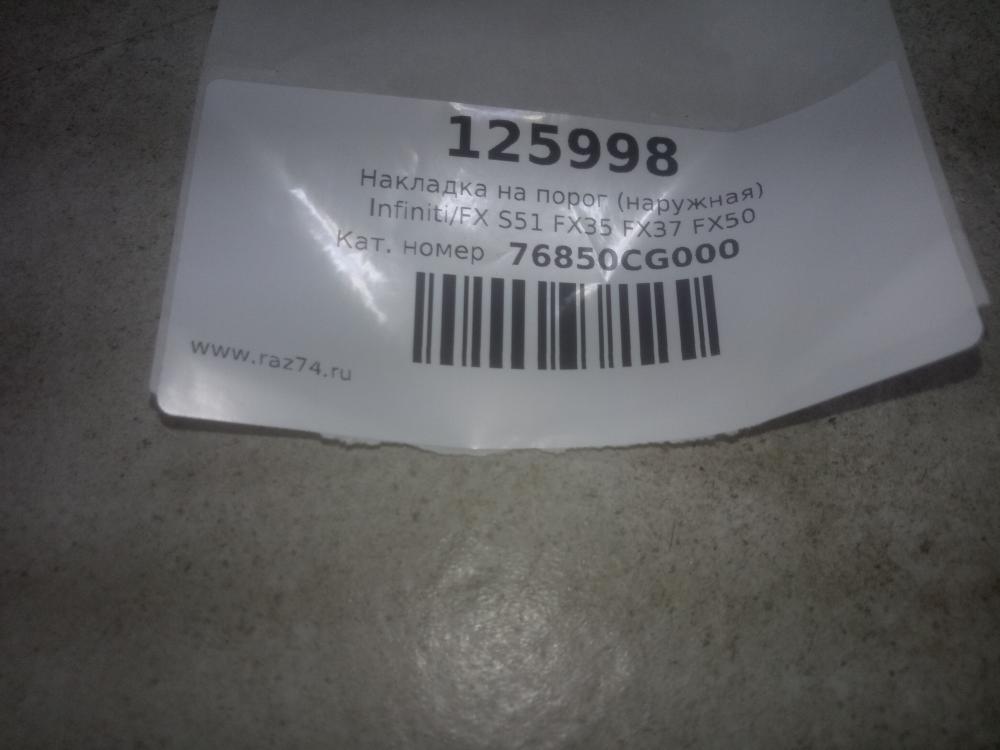 125998
Накладка на порог (наружная)
Infiniti/FX S51 FX35 FX37 FX50
Кат. номер 76850CG000
www.raz74.ru